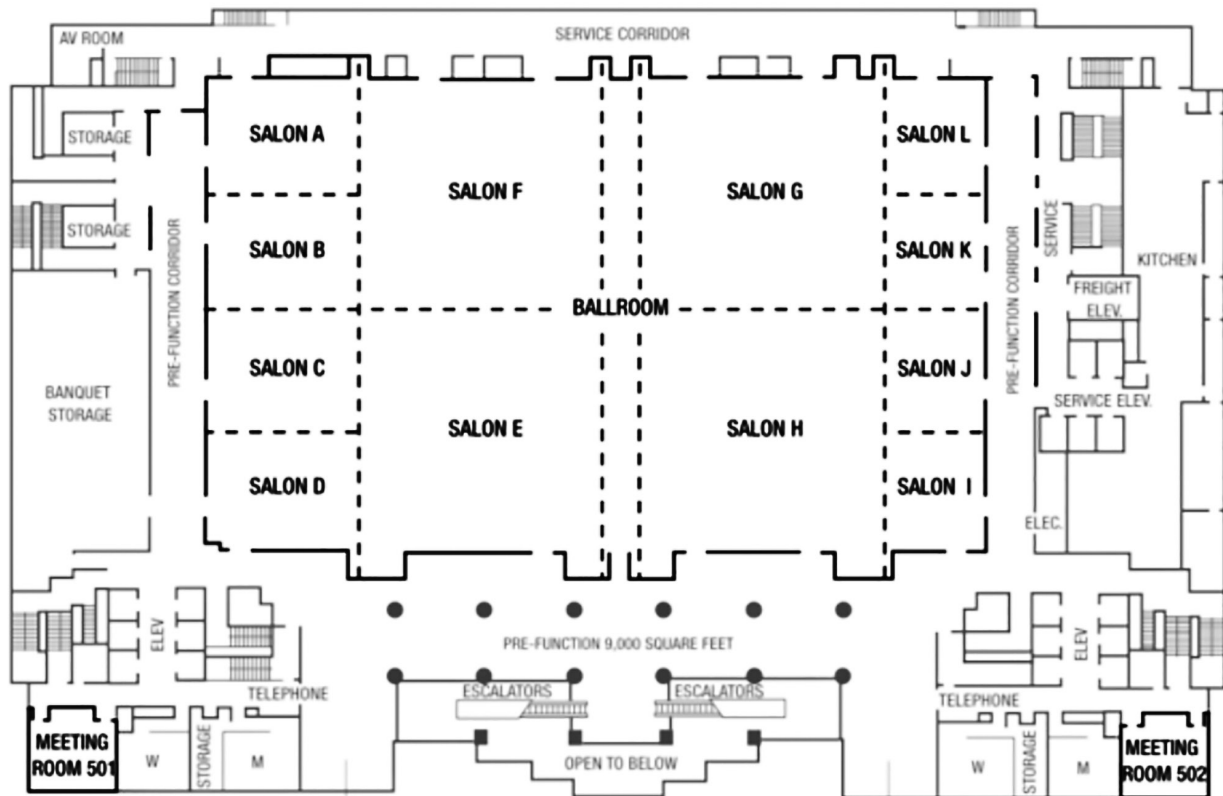 SERVICE CORRIDOR
AV ROOM
STORAGE
SALON A
SALON L
SALON F
SALON G
STORAGE
SALON B
SALON K
SERVICE
PRE-FUNCTION CORRIDOR
PRE-FUNCTION CORRIDOR
KITCHEN
FREIGHT
ELEV.
BALLROOM
SALON C
SALON J
BANQUET
STORAGE
SERVICE ELEV.
SALON E
SALON H
SALON D
SALON I
ELEC.
ELEV
PRE-FUNCTION 9,000 SQUARE FEET
ELEV
TELEPHONE
ESCALATORS
ESCALATORS
TELEPHONE
MEETING
ROOM 501
W
STORAGE
M
OPEN TO BELOW
W
STORAGE
M
MEETING
ROOM 502